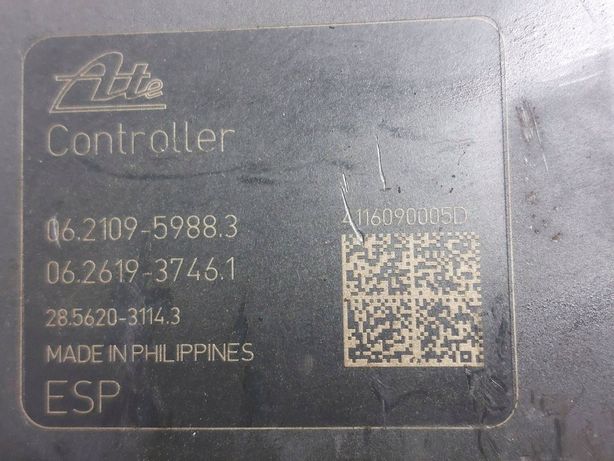 Ate
Controller
06.2109-5988.3
4116090005D
06.2619-3746.1
28.5620-3114.3
MADE IN PHILIPPINES
ESP